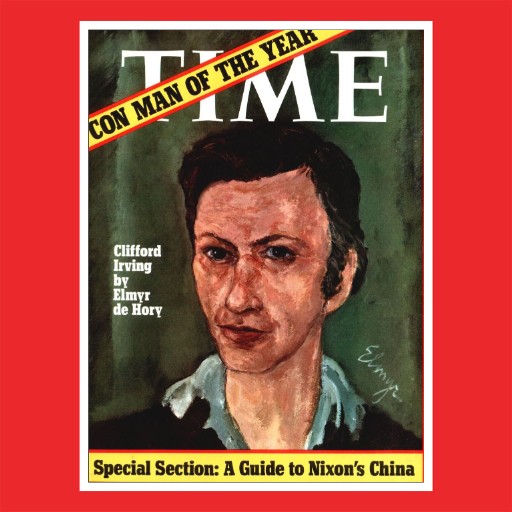 CON MAN OF THE YEAR
TIME
Clifford
Irving
by
Elmyr
de Hory
Elmyr
Special Section: A Guide to Nixon's China